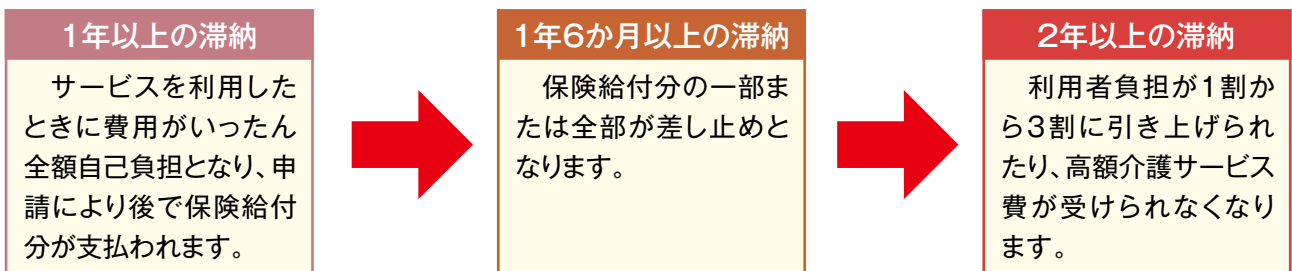 1年以上の滞納
サービスを利用した
ときに費用がいったん
全額自己負担となり、申
請により後で保険給付
分が支払われます。
1年6か月以上の滞納
保険給付分の一部ま
たは全部が差し止めと
なります。
2年以上の滞納
利用者負担が1割か
ら3割に引き上げられ
たり、高額介護サービス
費が受けられなくなり
ます。